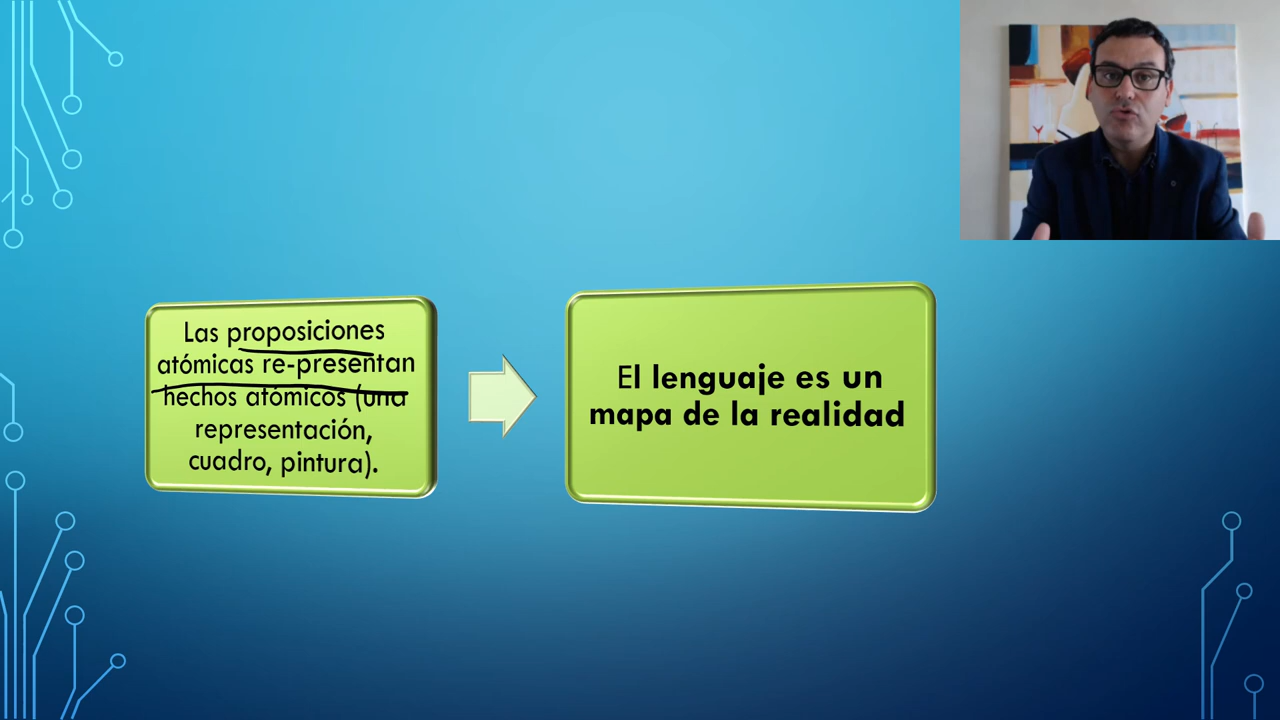 Las proposiciones
atómicas re-presentan
hechos atómicos (una
representación,
cuadro, pintura).
El lenguaje es un
mapa de la realidad